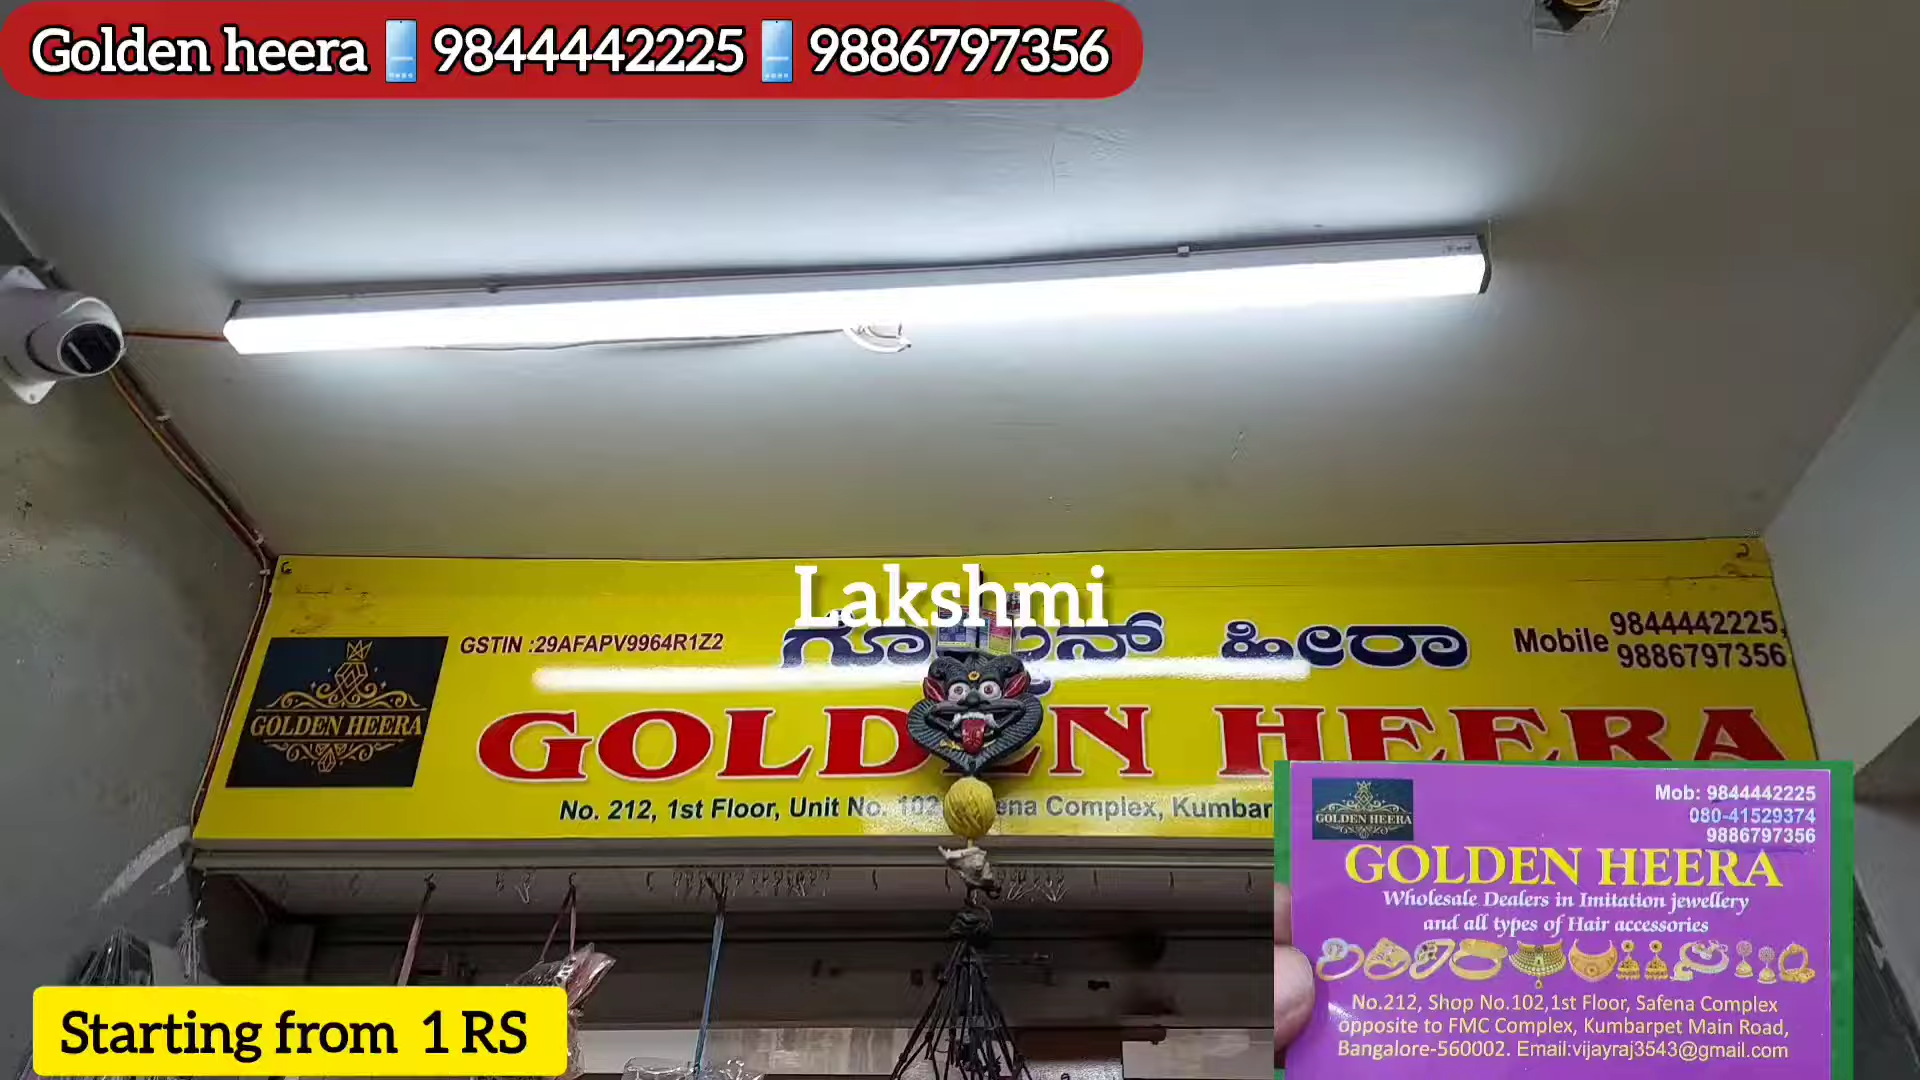 Golden heera 9844442225 9886797356
Lakshmi
GSTIN :29AFAPV9964R1Z2
ಹೀರಾ
Mobile 9844442225,
9886797356
GOLDEN HEERA
GOLDEN HEERA
No. 212, 1st Floor, Unit No. 102, Complex,
Starting from 1 RS
GOLDEN HEERA
Mob: 9844442225
080-41529374
9886797356
GOLDEN HEERA
Wholesale Dealers in Imitation jewellery
and all types of Hair accessories
No.212, Shop No.102,1st Floor, Safena Complex
opposite to FMC Complex, Kumbarpet Main Road,
Bangalore-560002. Email:vijayraj3543@gmail.com